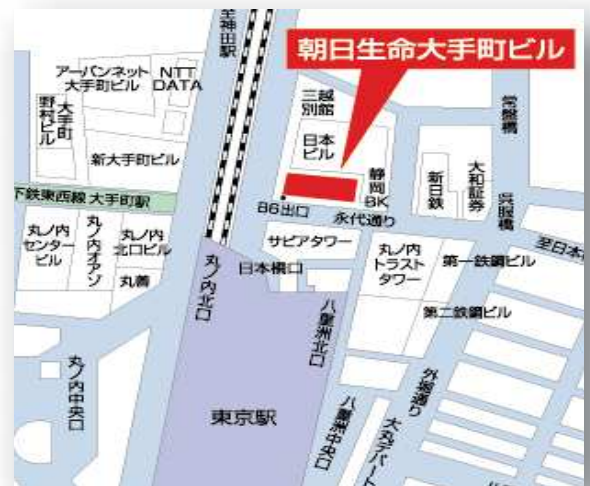 至神田駅
朝日生命大手町ビル
アーバンネット
大手町ビル
NTT
DATA
大手町
野村ビル
新大手町ビル
三越
別館
日本
ビル
静岡
BK
常盤橋
新日鉄
大和証券
呉服橋
下鉄東西線 大手町駅
B6出口
永代通り
至日本
丸ノ内
センター
ビル
丸ノ内オアゾ
丸ノ内
北口ビル
丸善
丸ノ内北口
サピアタワー
日本橋口
丸ノ内
トラスト
タワー
第一鉄鋼ビル
第二鉄鋼ビル
八重洲北口
外堀通り
丸ノ内中央口
東京駅
八重洲中央口
大丸デパート